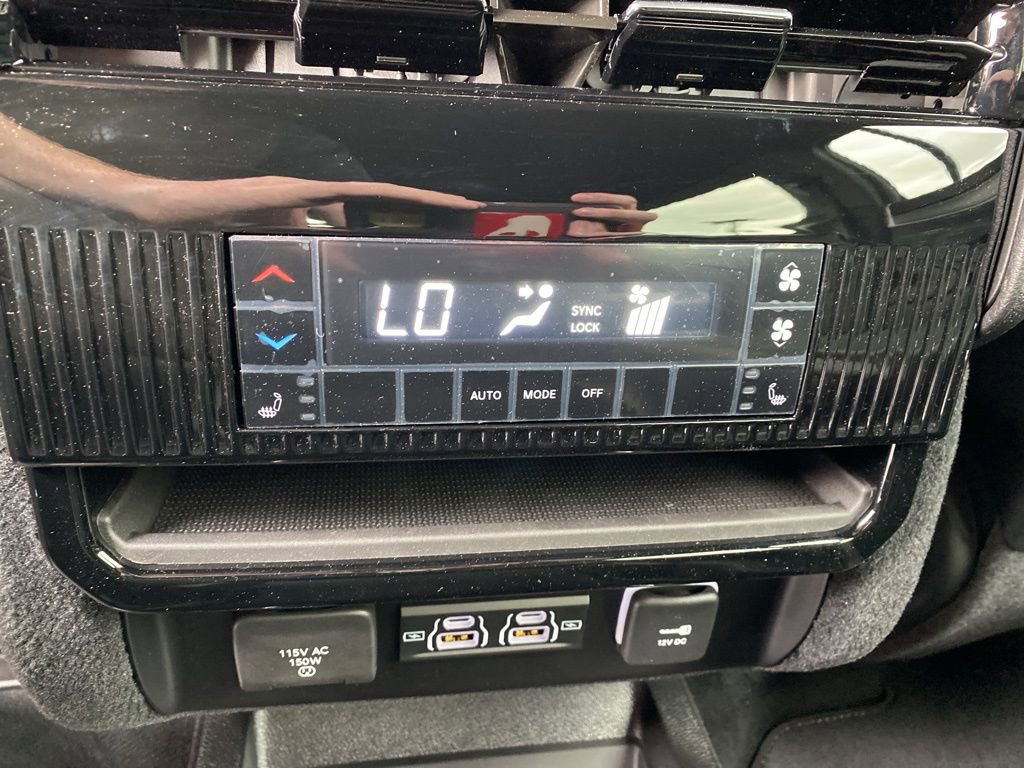 LO
SYNC
LOCK
AUTO MODE OFF
115V AC
150W
12V DC